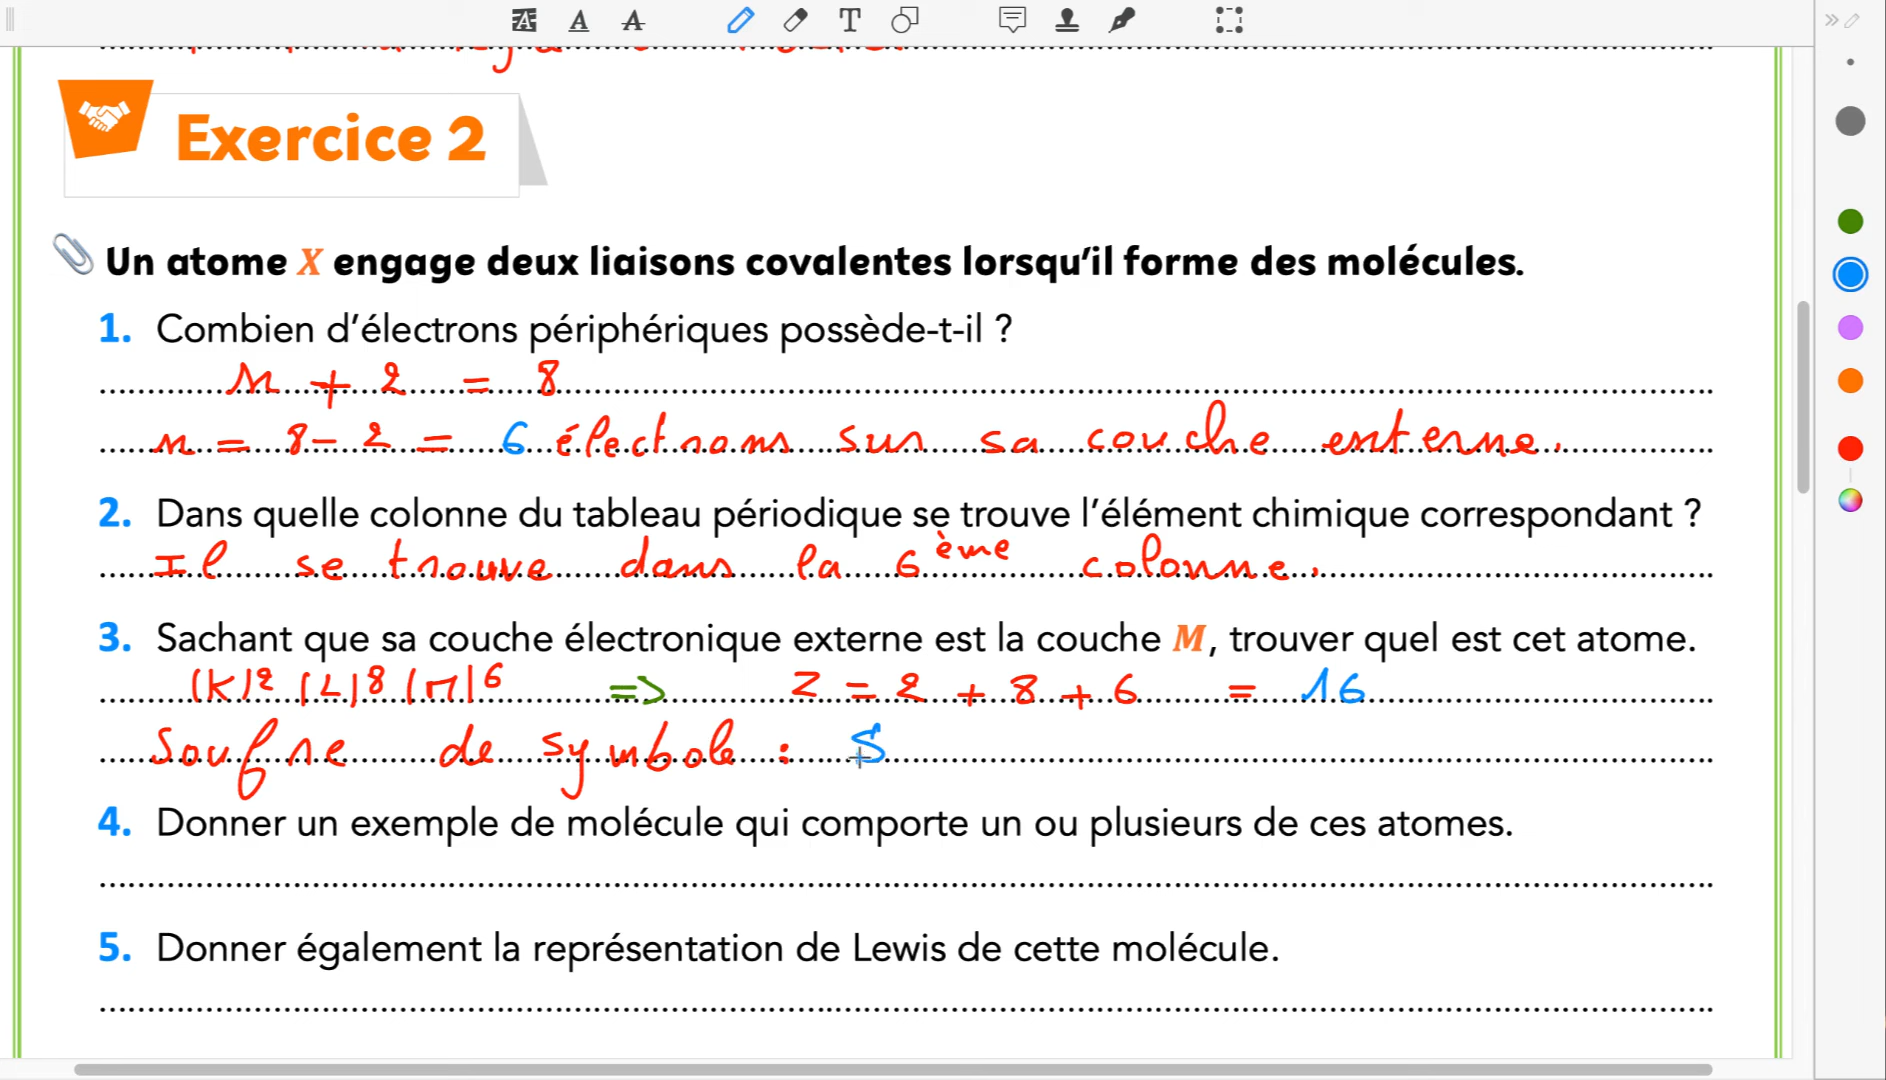 Exercice 2
Un atome X engage deux liaisons covalentes lorsqu'il forme des molécules.
1. Combien d'électrons périphériques possède-t-il ?
n + 2 = 8
n = 8 - 2 = 6 électrons sur sa couche externe.
2. Dans quelle colonne du tableau périodique se trouve l'élément chimique correspondant ?
Il se trouve dans la 6ème colonne.
3. Sachant que sa couche électronique externe est la couche M, trouver quel est cet atome.
(K)² (L)⁸ (M)⁶ => Z = 2 + 8 + 6 = 16
Soufre de symbole : S
4. Donner un exemple de molécule qui comporte un ou plusieurs de ces atomes.
5. Donner également la représentation de Lewis de cette molécule.